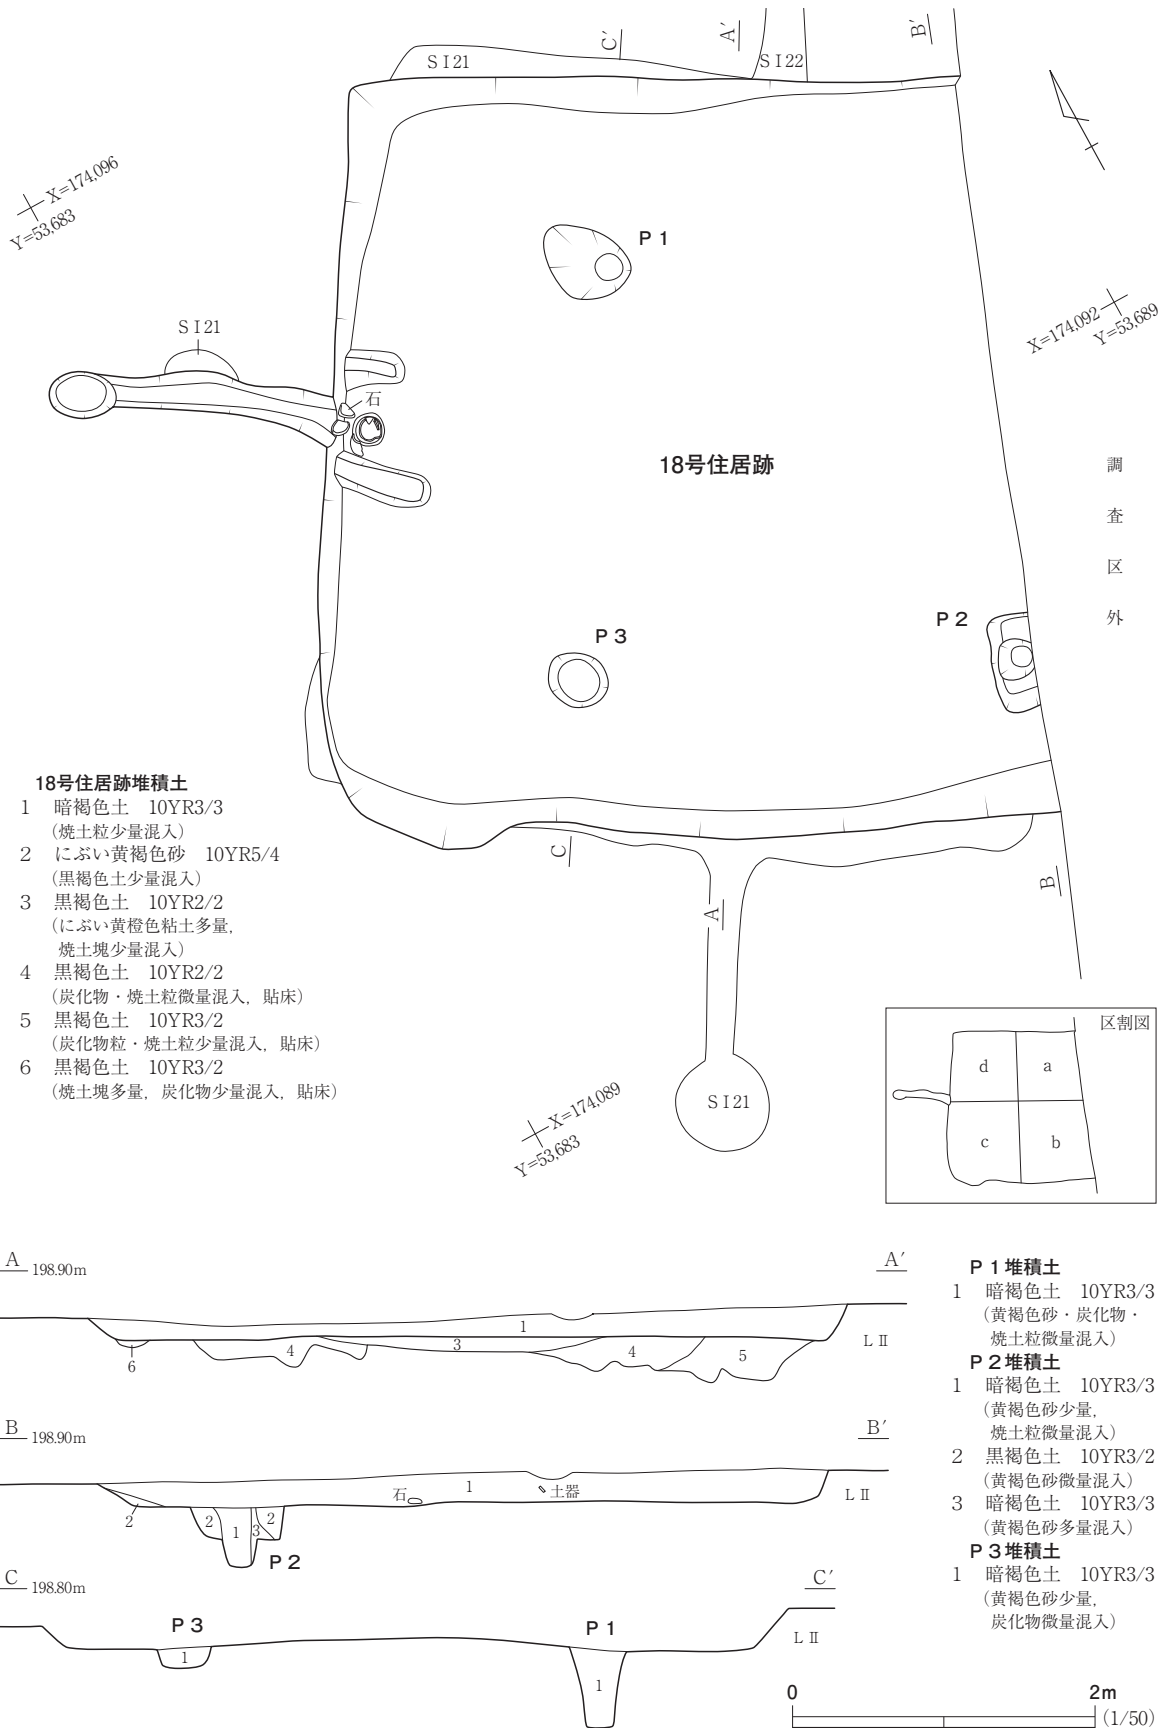 C′
A′
B′
SⅠ21
SⅠ22
X=174,096
Y=53,683
P 1
SⅠ21
X=174,092
Y=53,689
石
18号住居跡
調査区外
P 2
P 3
18号住居跡堆積土
1 暗褐色土 10YR3/3
（焼土粒少量混入）
2 にぶい黄褐色砂 10YR5/4
（黒褐色土少量混入）
3 黒褐色土 10YR2/2
（にぶい黄橙色粘土多量，
焼土塊少量混入）
4 黒褐色土 10YR2/2
（炭化物・焼土粒微量混入，貼床）
5 黒褐色土 10YR3/2
（炭化物粒・焼土粒少量混入，貼床）
6 黒褐色土 10YR3/2
（焼土塊多量，炭化物少量混入，貼床）
C
A
B
区割図
d a
c b
SⅠ21
X=174,089
Y=53,683
A 198.90m A′
1
LⅡ
6 4 3 4 5
B 198.90m B′
石 1 土器
LⅡ
2 2 1 3 2
P 2
C 198.80m C′
P 3 P 1
LⅡ
1 1
P 1 堆積土
1 暗褐色土 10YR3/3
（黄褐色砂・炭化物・
焼土粒微量混入）
P 2 堆積土
1 暗褐色土 10YR3/3
（黄褐色砂少量，
焼土粒微量混入）
2 黒褐色土 10YR3/2
（黄褐色砂微量混入）
3 暗褐色土 10YR3/3
（黄褐色砂多量混入）
P 3 堆積土
1 暗褐色土 10YR3/3
（黄褐色砂少量，
炭化物微量混入）
0 2m
（1/50）